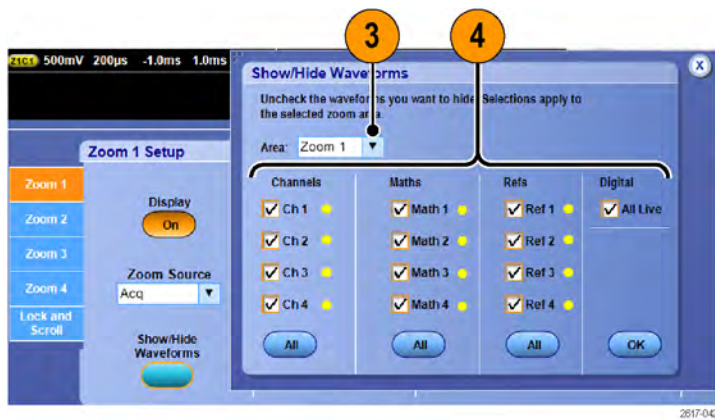 3 4
Z1C1 500mV 200µs -1.0ms 1.0ms
Show/Hide Waveforms
X
Uncheck the waveforms you want to hide. Selections apply to
the selected zoom area.
Area: Zoom 1
Zoom 1 Setup
Zoom 1
Zoom 2
Zoom 3
Zoom 4
Lock and
Scroll
Display
On
Zoom Source
Acq
Show/Hide
Waveforms
Channels
Ch 1
Ch 2
Ch 3
Ch 4
All
Maths
Math 1
Math 2
Math 3
Math 4
All
Refs
Ref 1
Ref 2
Ref 3
Ref 4
All
Digital
All Live
OK